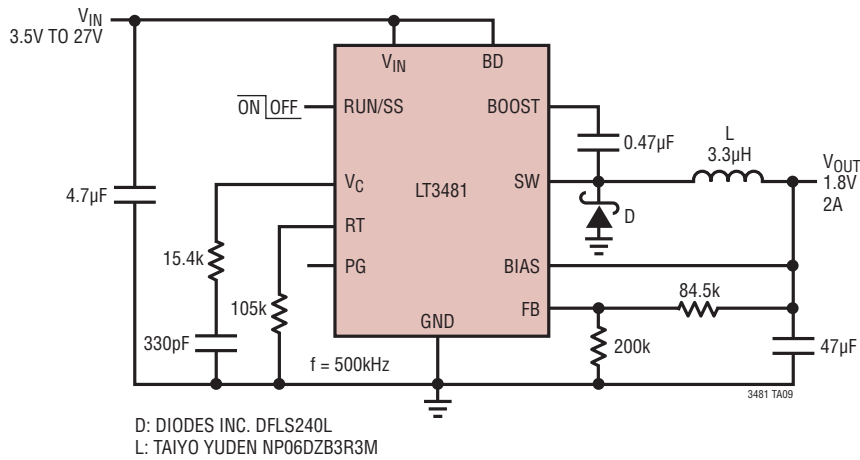 VIN
3.5V TO 27V
VIN
BD
ON OFF
RUN/SS
BOOST
0.47µF
L
3.3µH
VOUT
1.8V
2A
4.7µF
VC
LT3481
SW
D
15.4k
RT
PG
BIAS
84.5k
105k
FB
330pF
GND
200k
47µF
f = 500kHz
3481 TA09
D: DIODES INC. DFLS240L
L: TAIYO YUDEN NP06DZB3R3M